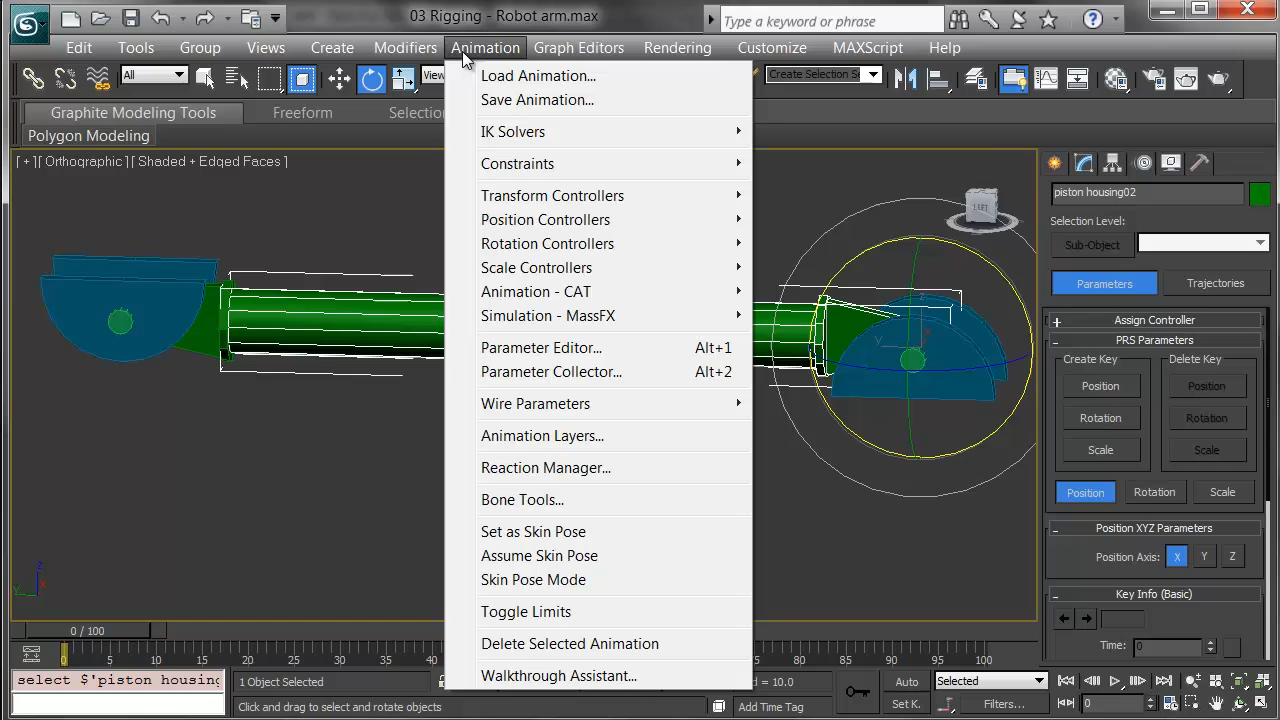 03 Rigging - Robot arm.max
Type a keyword or phrase
Edit Tools Group Views Create Modifiers Animation Graph Editors Rendering Customize MAXScript Help
All
View
Create Selection Se
Graphite Modeling Tools Freeform Selection
Polygon Modeling
[ + ] [ Orthographic ] [ Shaded + Edged Faces ]
Load Animation...
Save Animation...
IK Solvers
Constraints
Transform Controllers
Position Controllers
Rotation Controllers
Scale Controllers
Animation - CAT
Simulation - MassFX
Parameter Editor... Alt+1
Parameter Collector... Alt+2
Wire Parameters
Animation Layers...
Reaction Manager...
Bone Tools...
Set as Skin Pose
Assume Skin Pose
Skin Pose Mode
Toggle Limits
Delete Selected Animation
Walkthrough Assistant...
LEFT
piston housing02
Selection Level:
Sub-Object
Parameters Trajectories
+ Assign Controller
- PRS Parameters
Create Key Delete Key
Position Position
Rotation Rotation
Scale Scale
Position Rotation Scale
- Position XYZ Parameters
Position Axis: X Y Z
- Key Info (Basic)
Time: 0
0 / 100
0 5 10 15 20 25 30 35 40 75 80 85 90 95 100
select $'piston housing
1 Object Selected
d = 10.0
Auto
Selected
Click and drag to select and rotate objects
Add Time Tag
Set K.
Filters...
0